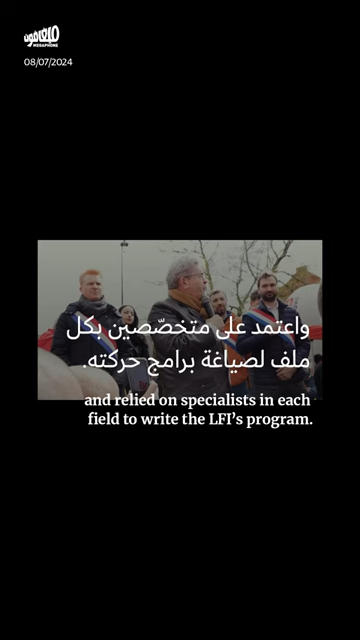 ميغافون
MEGAPHONE
08/07/2024
واعتمد على متخصّصين بكل
ملف لصياغة برامج حركته.
and relied on specialists in each
field to write the LFI’s program.